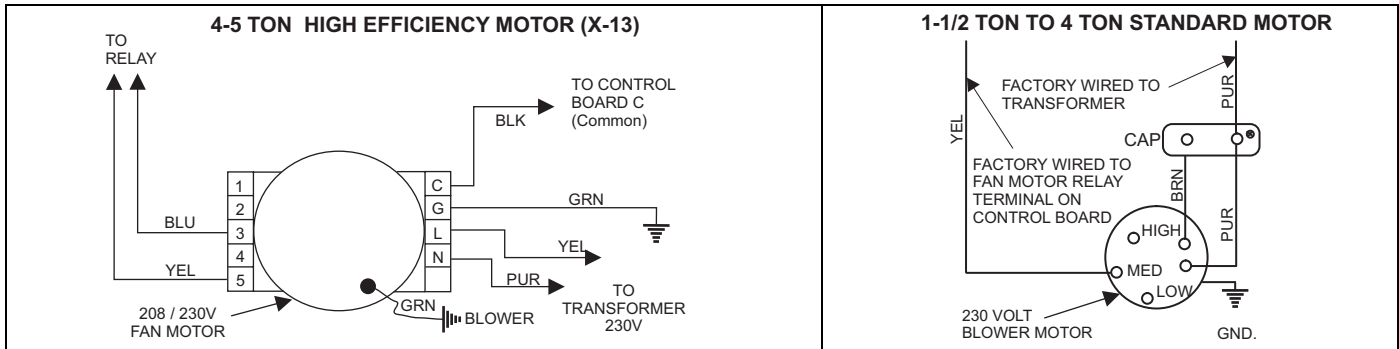 4-5 TON HIGH EFFICIENCY MOTOR (X-13)
TO
RELAY
TO CONTROL
BOARD C
(Common)
BLK
1
2
3
4
5
C
G
L
N
GRN
BLU
YEL
YEL
PUR
GRN
BLOWER
TO
TRANSFORMER
230V
208 / 230V
FAN MOTOR
1-1/2 TON TO 4 TON STANDARD MOTOR
FACTORY WIRED TO
TRANSFORMER
PUR
YEL
CAP
FACTORY WIRED TO
FAN MOTOR RELAY
TERMINAL ON
CONTROL BOARD
BRN
PUR
HIGH
MED
LOW
230 VOLT
BLOWER MOTOR
GND.